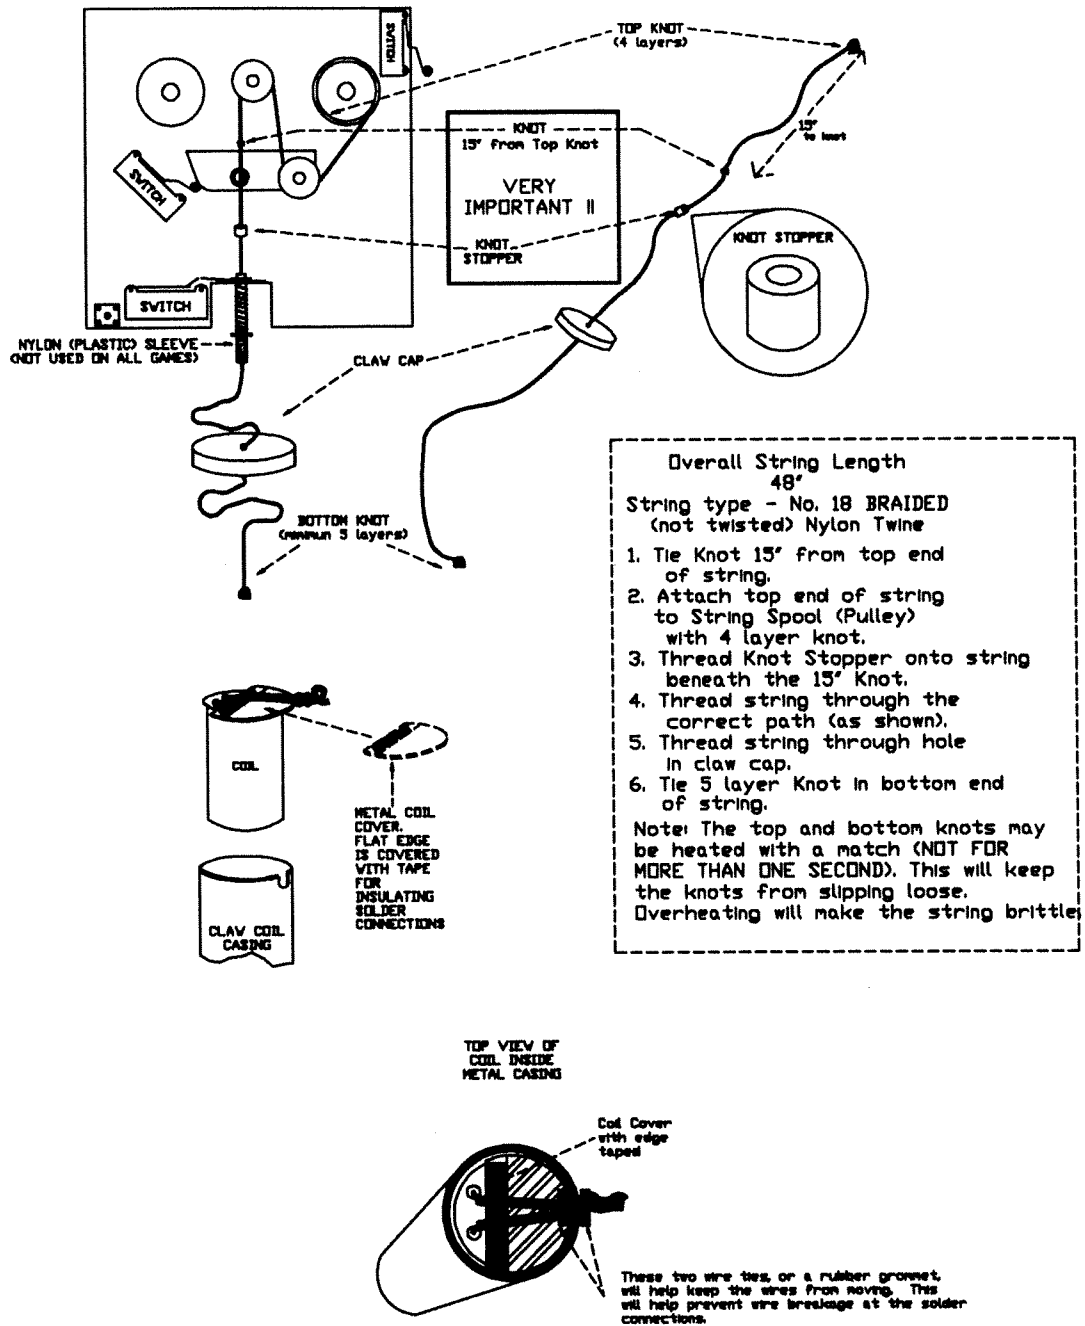 TOP KNOT
(4 layers)
SWITCH
KNOT
15" from Top Knot
VERY
IMPORTANT !!
KNOT
STOPPER
15"
to knot
KNOT STOPPER
SWITCH
SWITCH
NYLON (PLASTIC) SLEEVE
(NOT USED ON ALL GAMES)
CLAW CAP
BOTTOM KNOT
(minimun 5 layers)
Overall String Length
48"
String type - No. 18 BRAIDED
(not twisted) Nylon Twine
1. Tie Knot 15" from top end
of string.
2. Attach top end of string
to String Spool (Pulley)
with 4 layer knot.
3. Thread Knot Stopper onto string
beneath the 15" Knot.
4. Thread string through the
correct path (as shown).
5. Thread string through hole
in claw cap.
6. Tie 5 layer Knot in bottom end
of string.
Note: The top and bottom knots may
be heated with a match (NOT FOR
MORE THAN ONE SECOND). This will keep
the knots from slipping loose.
Overheating will make the string brittle.
COIL
METAL COIL
COVER.
FLAT EDGE
IS COVERED
WITH TAPE
FOR
INSULATING
SOLDER
CONNECTIONS
CLAW COIL
CASING
TOP VIEW OF
COIL INSIDE
METAL CASING
Coil Cover
with edge
taped
These two wire ties, or a rubber grommet,
will help keep the wires from moving. This
will help prevent wire breakage at the solder
connections.